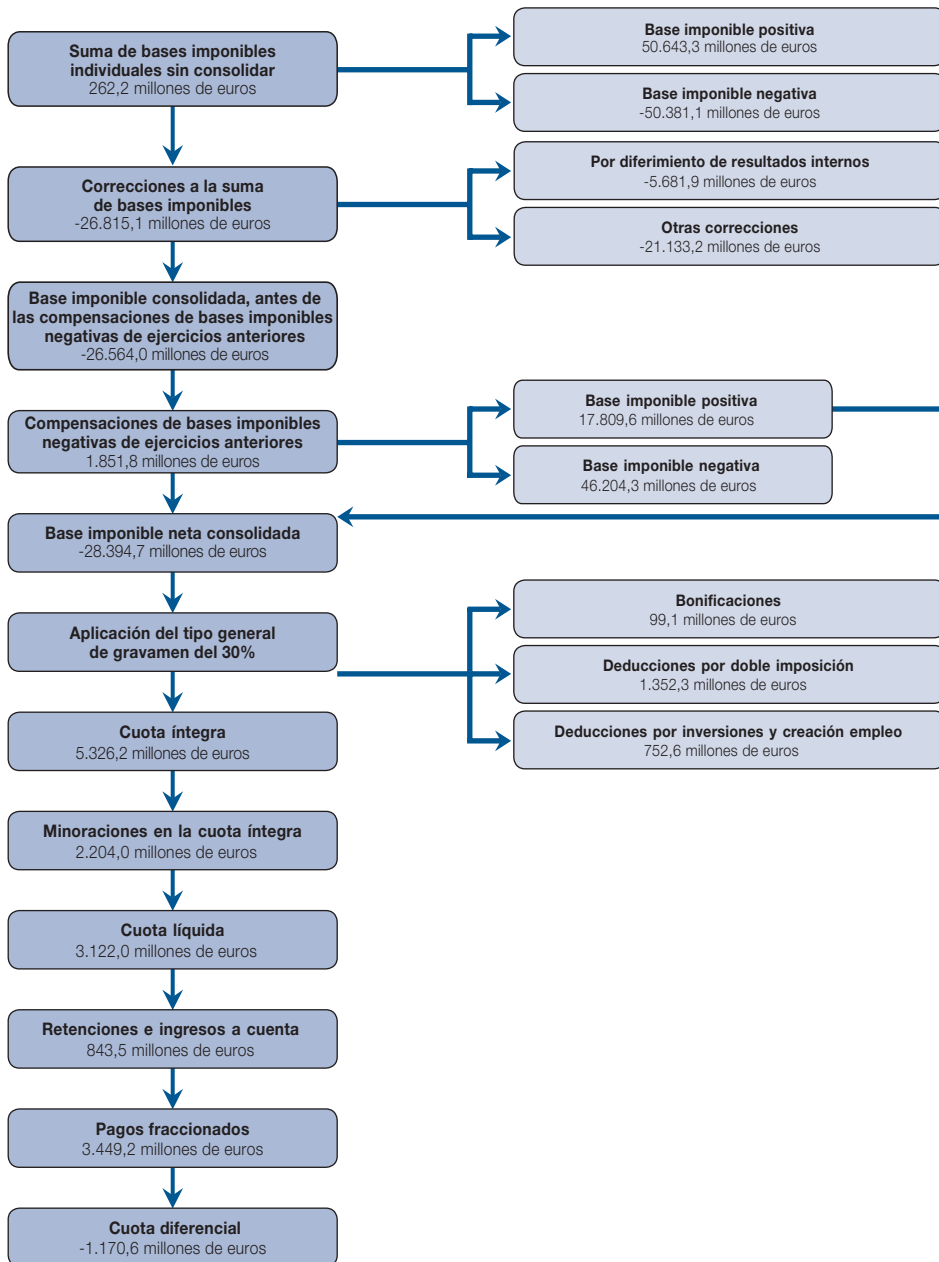 Suma de bases imponibles
individuales sin consolidar
262,2 millones de euros
Base imponible positiva
50.643,3 millones de euros
Base imponible negativa
-50.381,1 millones de euros
Correcciones a la suma
de bases imponibles
-26.815,1 millones de euros
Por diferimiento de resultados internos
-5.681,9 millones de euros
Otras correcciones
-21.133,2 millones de euros
Base imponible consolidada, antes de
las compensaciones de bases imponibles
negativas de ejercicios anteriores
-26.564,0 millones de euros
Compensaciones de bases imponibles
negativas de ejercicios anteriores
1.851,8 millones de euros
Base imponible positiva
17.809,6 millones de euros
Base imponible negativa
46.204,3 millones de euros
Base imponible neta consolidada
-28.394,7 millones de euros
Aplicación del tipo general
de gravamen del 30%
Bonificaciones
99,1 millones de euros
Deducciones por doble imposición
1.352,3 millones de euros
Deducciones por inversiones y creación empleo
752,6 millones de euros
Cuota íntegra
5.326,2 millones de euros
Minoraciones en la cuota íntegra
2.204,0 millones de euros
Cuota líquida
3.122,0 millones de euros
Retenciones e ingresos a cuenta
843,5 millones de euros
Pagos fraccionados
3.449,2 millones de euros
Cuota diferencial
-1.170,6 millones de euros